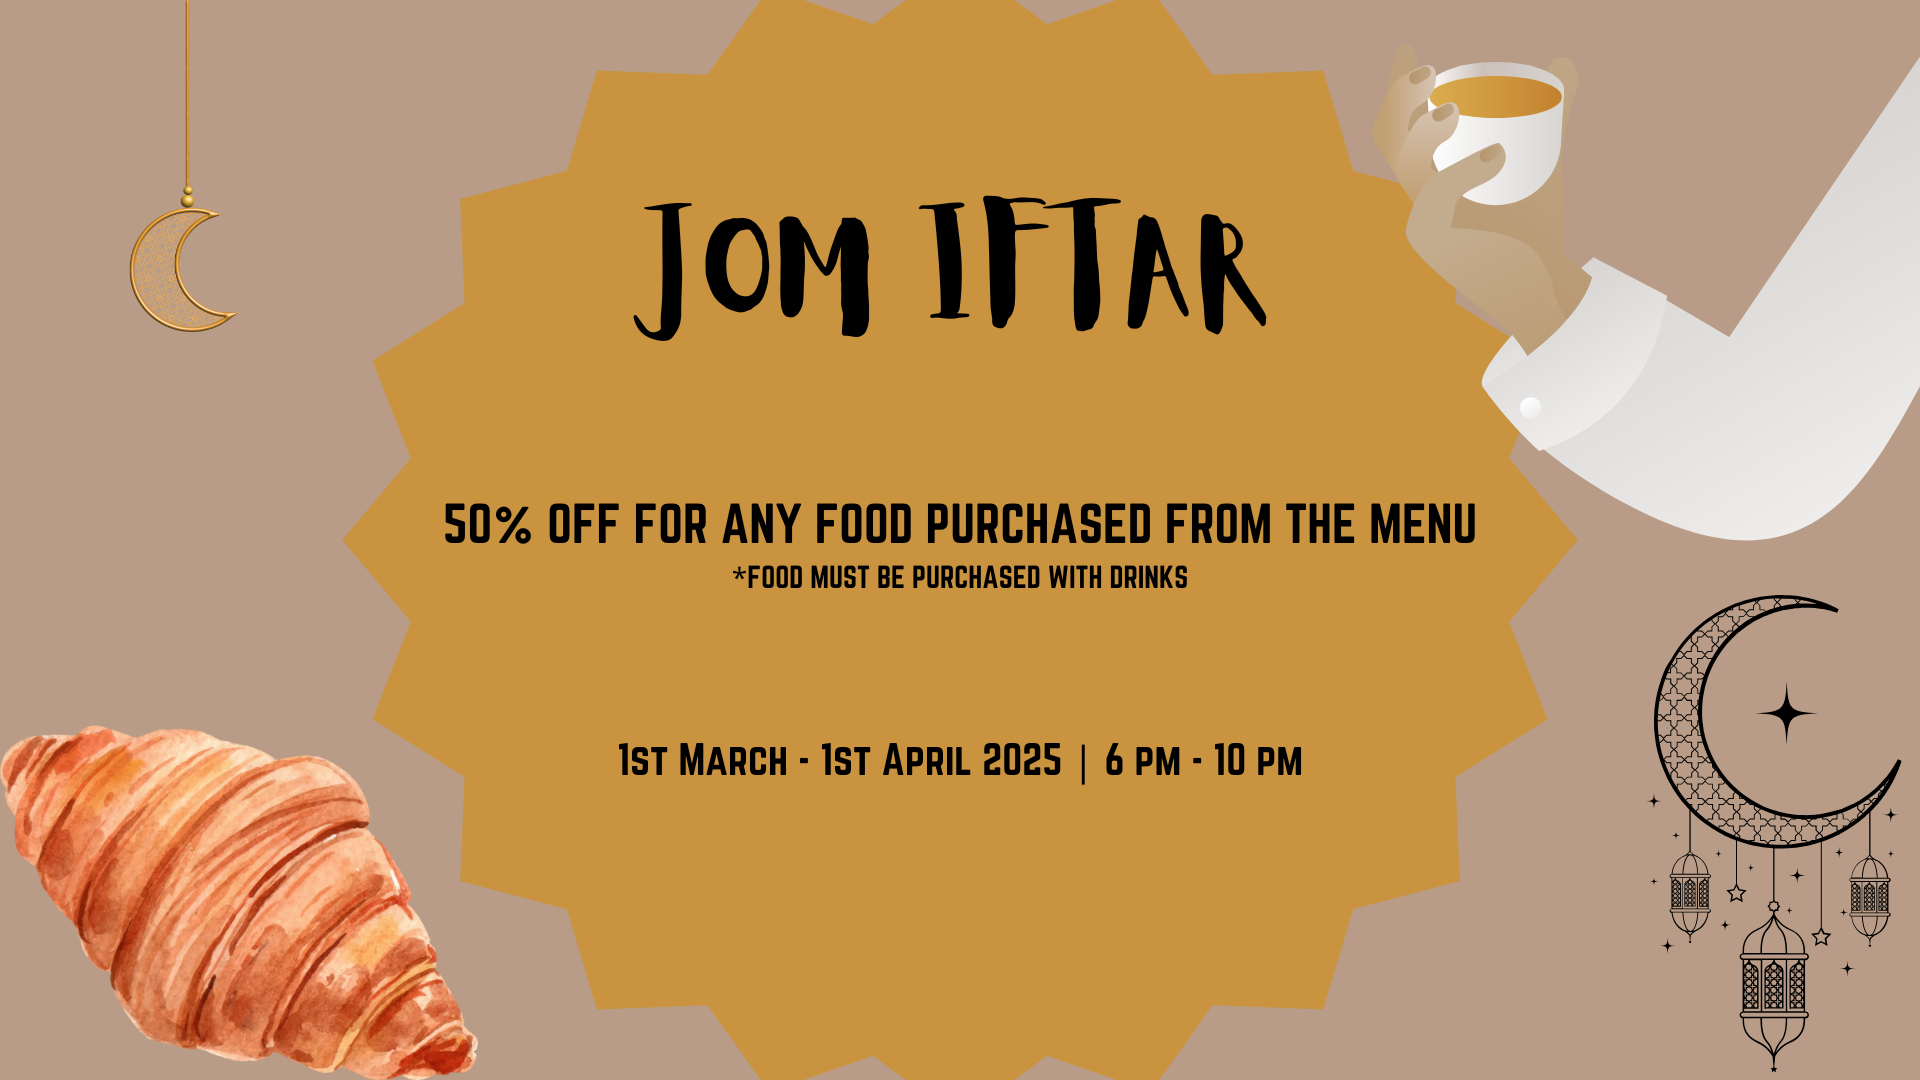 JOM IFTAR
50% OFF FOR ANY FOOD PURCHASED FROM THE MENU
*FOOD MUST BE PURCHASED WITH DRINKS
1st March - 1st April 2025 | 6 pm - 10 pm